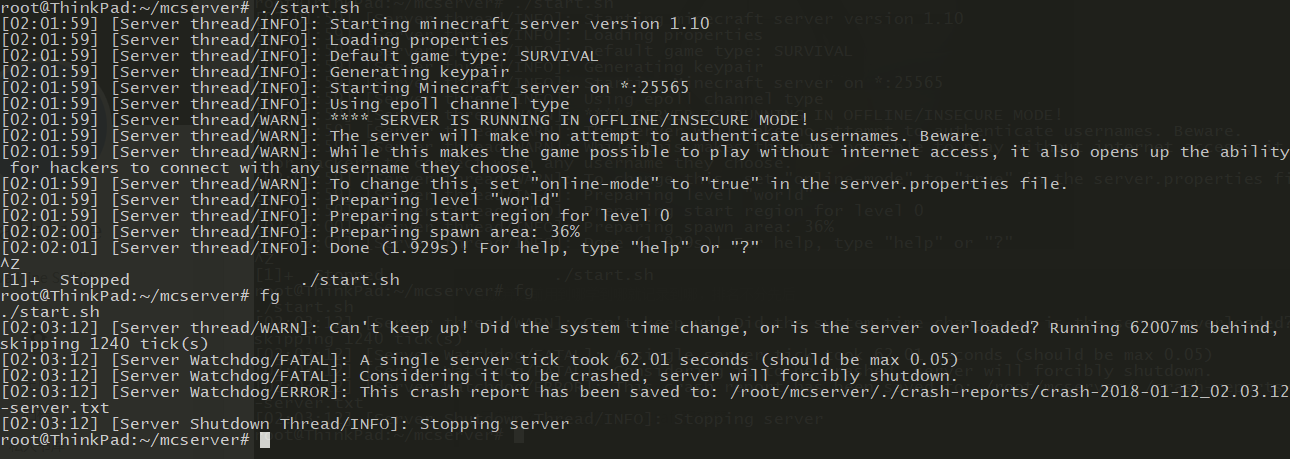 root@ThinkPad:~/mcserver# ./start.sh
[02:01:59] [Server thread/INFO]: Starting minecraft server version 1.10
[02:01:59] [Server thread/INFO]: Loading properties
[02:01:59] [Server thread/INFO]: Default game type: SURVIVAL
[02:01:59] [Server thread/INFO]: Generating keypair
[02:01:59] [Server thread/INFO]: Starting Minecraft server on *:25565
[02:01:59] [Server thread/INFO]: Using epoll channel type
[02:01:59] [Server thread/WARN]: **** SERVER IS RUNNING IN OFFLINE/INSECURE MODE!
[02:01:59] [Server thread/WARN]: The server will make no attempt to authenticate usernames. Beware.
[02:01:59] [Server thread/WARN]: While this makes the game possible to play without internet access, it also opens up the ability
 for hackers to connect with any username they choose.
[02:01:59] [Server thread/WARN]: To change this, set "online-mode" to "true" in the server.properties file.
[02:01:59] [Server thread/INFO]: Preparing level "world"
[02:01:59] [Server thread/INFO]: Preparing start region for level 0
[02:02:00] [Server thread/INFO]: Preparing spawn area: 36%
[02:02:01] [Server thread/INFO]: Done (1.929s)! For help, type "help" or "?"
^Z
[1]+  Stopped                 ./start.sh
root@ThinkPad:~/mcserver# fg
./start.sh
[02:03:12] [Server thread/WARN]: Can't keep up! Did the system time change, or is the server overloaded? Running 62007ms behind,
skipping 1240 tick(s)
[02:03:12] [Server Watchdog/FATAL]: A single server tick took 62.01 seconds (should be max 0.05)
[02:03:12] [Server Watchdog/FATAL]: Considering it to be crashed, server will forcibly shutdown.
[02:03:12] [Server Watchdog/ERROR]: This crash report has been saved to: /root/mcserver/./crash-reports/crash-2018-01-12_02.03.12
-server.txt
[02:03:12] [Server Shutdown Thread/INFO]: Stopping server
root@ThinkPad:~/mcserver#